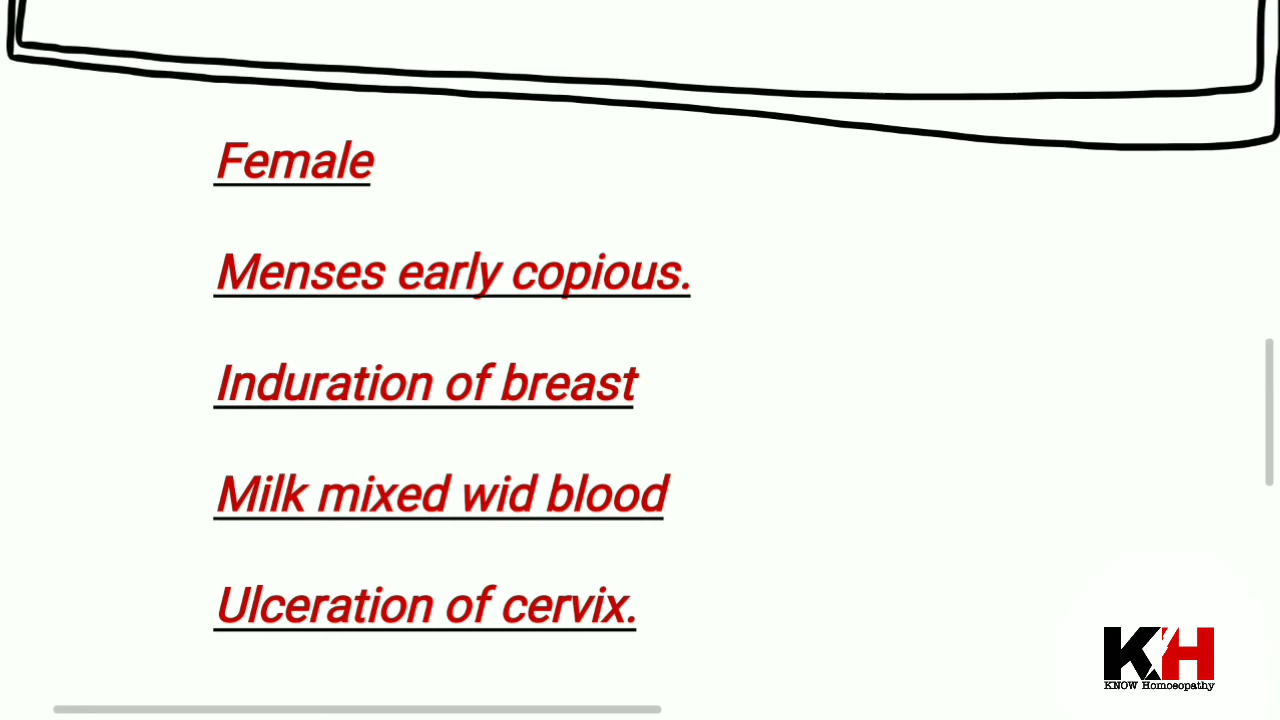 Female
Menses early copious.
Induration of breast
Milk mixed wid blood
Ulceration of cervix.
KH
KNOW Homoeopathy